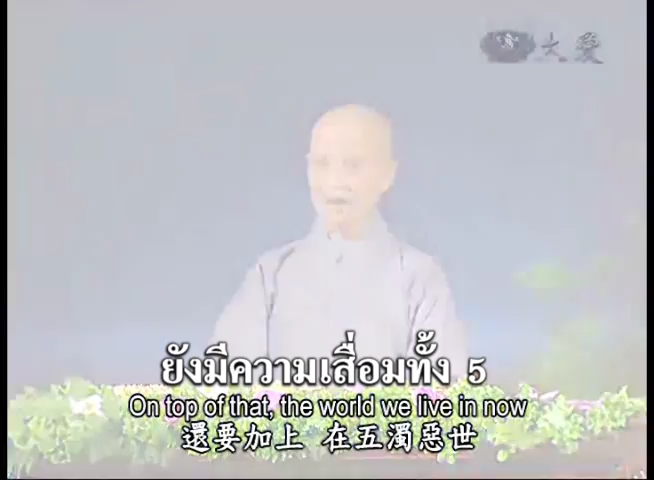 大愛
ยังมีความเสื่อมทั้ง 5
On top of that, the world we live in now
還要加上 在五濁惡世